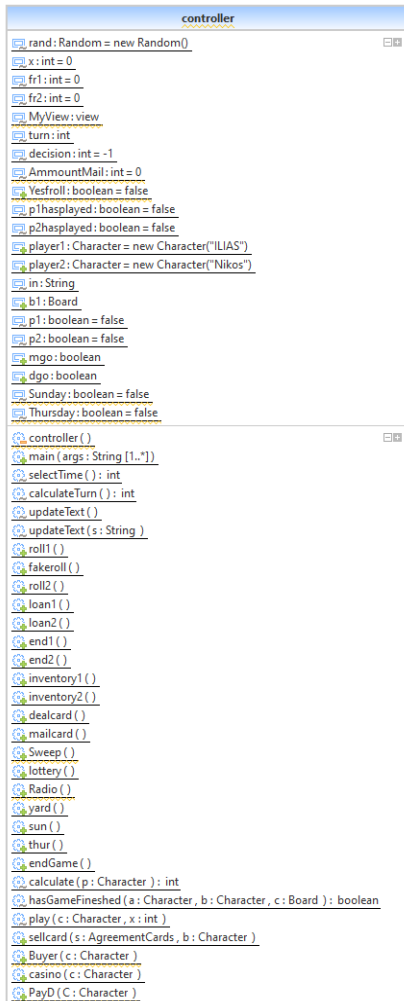 controller
rand : Random = new Random()
x : int = 0
fr1 : int = 0
fr2 : int = 0
MyView : view
turn : int
decision : int = -1
AmmountMail : int = 0
Yesfroll : boolean = false
p1hasplayed : boolean = false
p2hasplayed : boolean = false
player1 : Character = new Character("ILIAS")
player2 : Character = new Character("Nikos")
in : String
b1 : Board
p1 : boolean = false
p2 : boolean = false
mgo : boolean
dgo : boolean
Sunday : boolean = false
Thursday : boolean = false
controller ( )
main ( args : String [1..*] )
selectTime ( ) : int
calculateTurn ( ) : int
updateText ( )
updateText ( s : String )
roll1 ( )
fakeroll ( )
roll2 ( )
loan1 ( )
loan2 ( )
end1 ( )
end2 ( )
inventory1 ( )
inventory2 ( )
dealcard ( )
mailcard ( )
Sweep ( )
lottery ( )
Radio ( )
yard ( )
sun ( )
thur ( )
endGame ( )
calculate ( p : Character ) : int
hasGameFineshed ( a : Character , b : Character , c : Board ) : boolean
play ( c : Character , x : int )
sellcard ( s : AgreementCards , b : Character )
Buyer ( c : Character )
casino ( c : Character )
PayD ( C : Character )